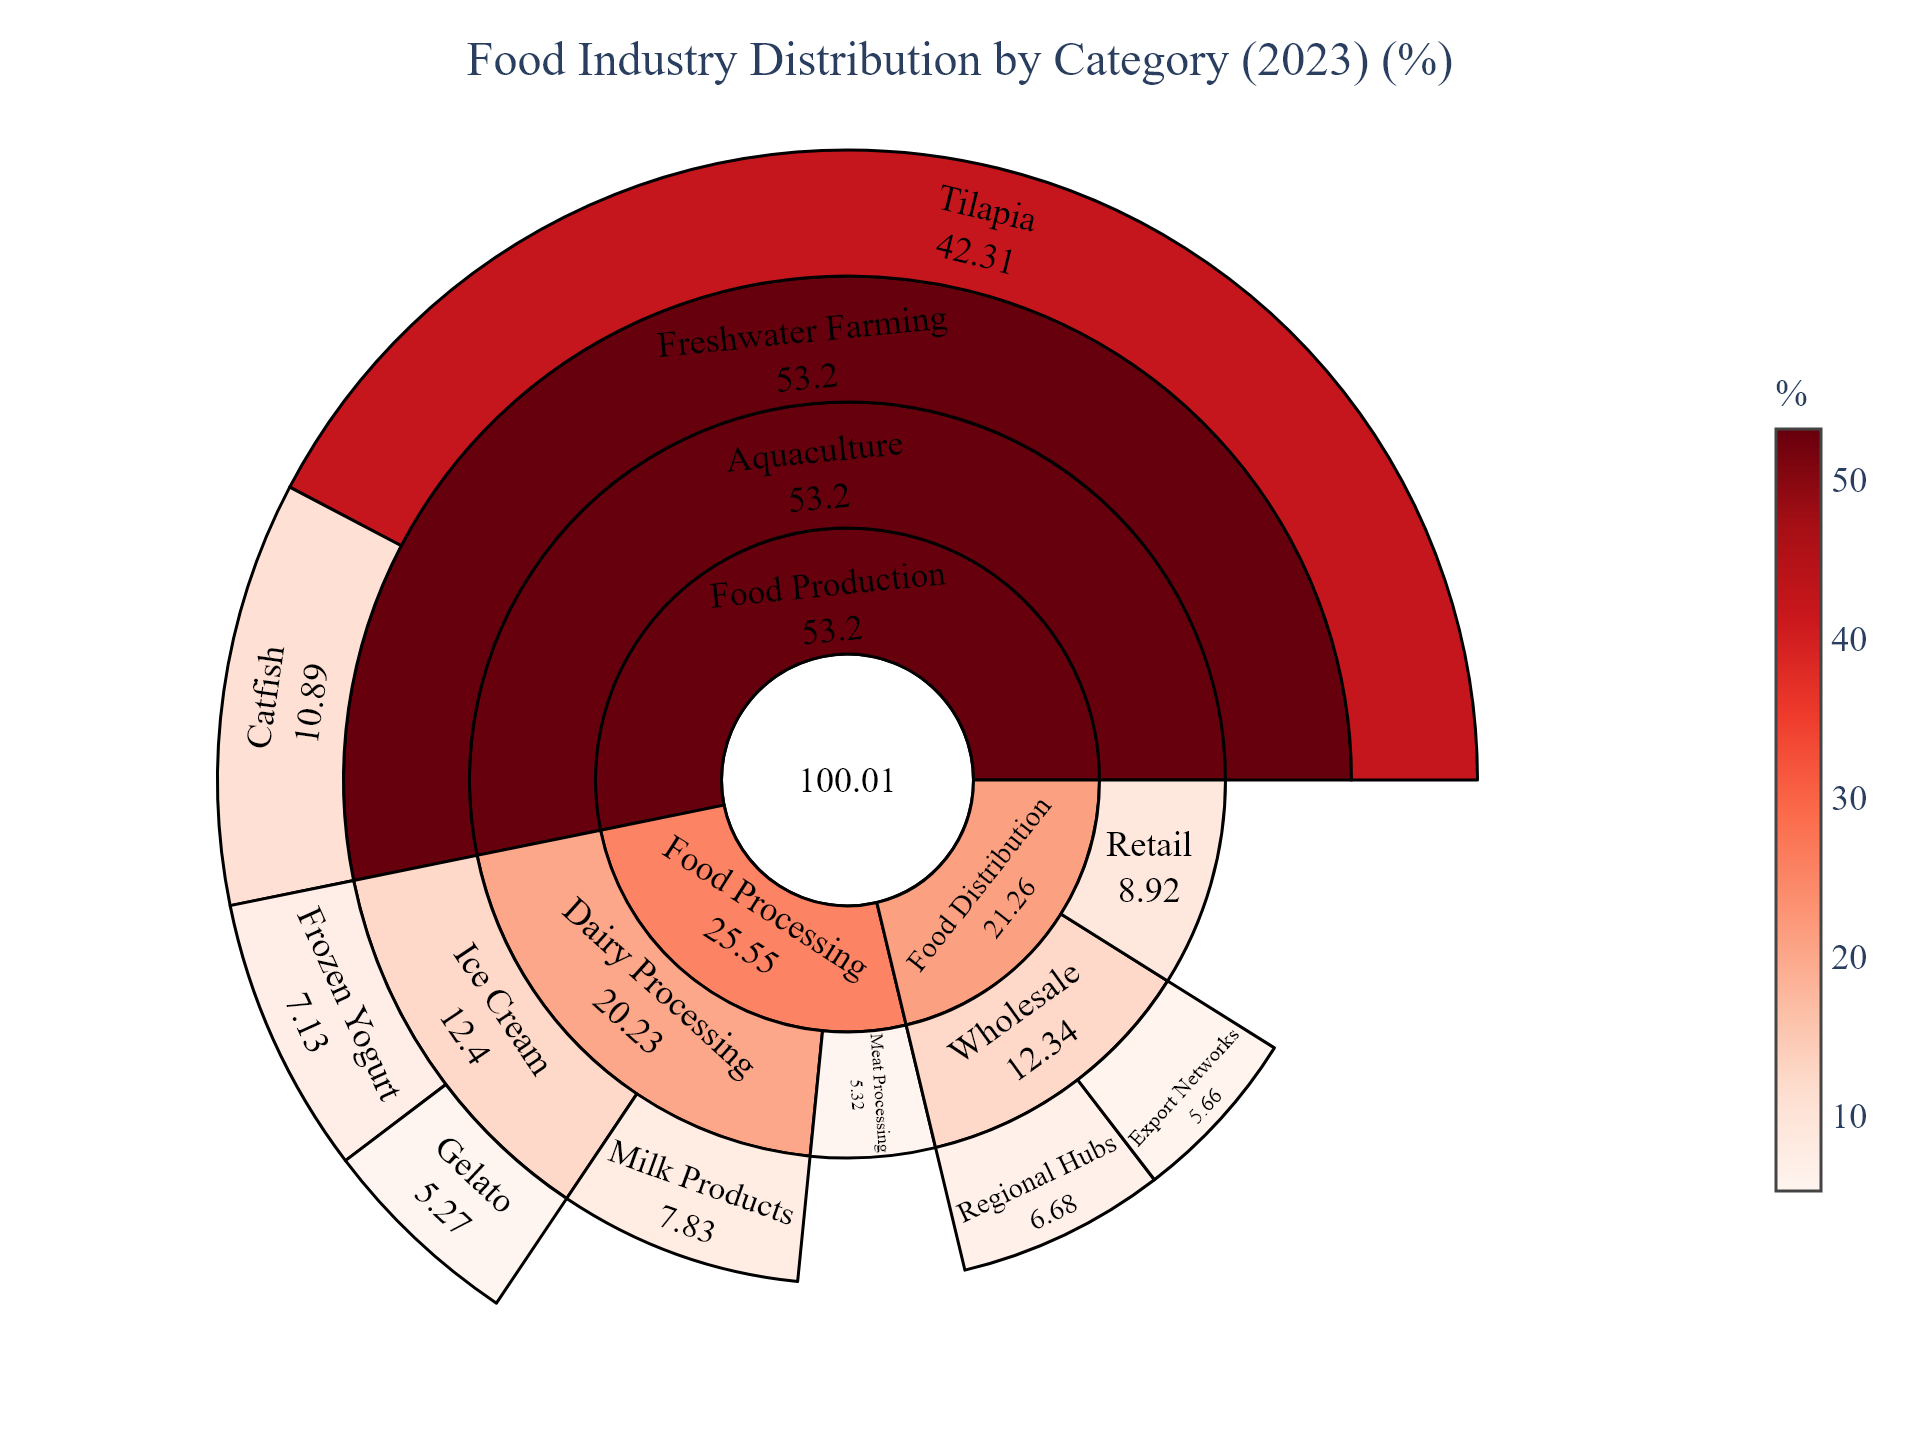 Food Industry Distribution by Category (2023) (%)
Tilapia
42.31
Freshwater Farming
53.2
Aquaculture
53.2
Food Production
53.2
Catfish
10.89
100.01
Food Processing
25.55
Food Distribution
21.26
Retail
8.92
Dairy Processing
20.23
Wholesale
12.34
Ice Cream
12.4
Frozen Yogurt
7.13
Meat Processing
5.32
Export Networks
5.66
Gelato
5.27
Milk Products
7.83
Regional Hubs
6.68
%
50
40
30
20
10